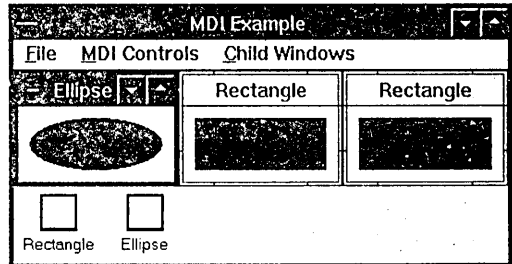 MDI Example
File MDI Controls Child Windows
Ellipse Rectangle Rectangle
Rectangle Ellipse